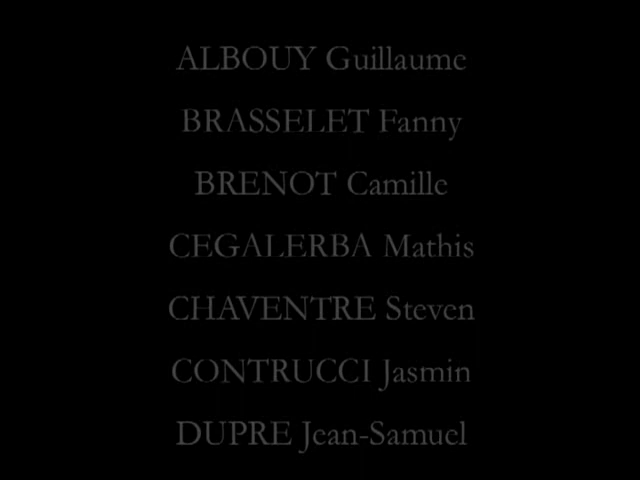 ALBOUY Guillaume
BRASSELET Fanny
BRENOT Camille
CEGALERBA Mathis
CHAVENTRE Steven
CONTRUCCI Jasmin
DUPRE Jean-Samuel